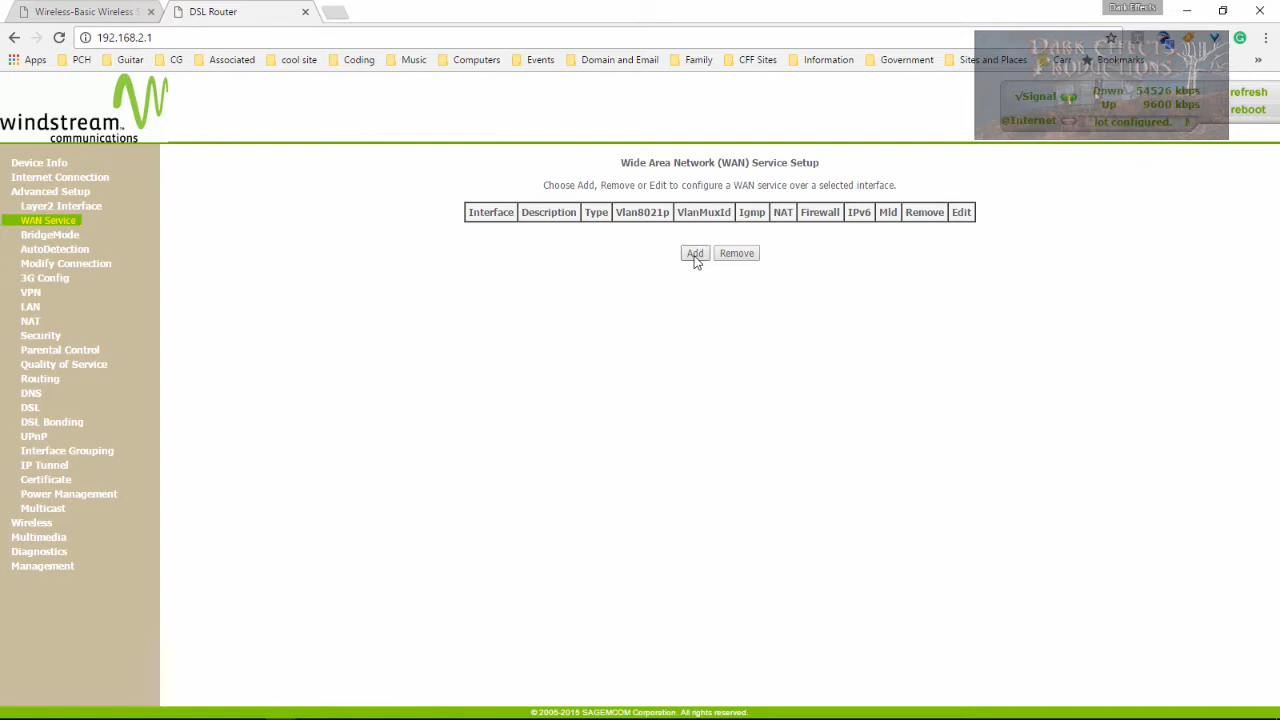 Wireless-Basic Wireless S
DSL Router
Dark Effects
192.168.2.1
Apps
PCH
Guitar
CG
Associated
cool site
Coding
Music
Computers
Events
Domain and Email
Family
CFF Sites
Information
Government
Sites and Places
Cart
Bookmarks
»
windstream™
communications
Dark Effects
Productions
√Signal
Down 54526 kbps
Up 9600 kbps
@Internet
lot configured.
refresh
reboot
Device Info
Internet Connection
Advanced Setup
Layer2 Interface
WAN Service
BridgeMode
AutoDetection
Modify Connection
3G Config
VPN
LAN
NAT
Security
Parental Control
Quality of Service
Routing
DNS
DSL
DSL Bonding
UPnP
Interface Grouping
IP Tunnel
Certificate
Power Management
Multicast
Wireless
Multimedia
Diagnostics
Management
Wide Area Network (WAN) Service Setup
Choose Add, Remove or Edit to configure a WAN service over a selected interface.
Interface Description Type Vlan8021p VlanMuxId Igmp NAT Firewall IPv6 Mld Remove Edit
Add Remove
© 2005-2015 SAGEMCOM Corporation. All rights reserved.